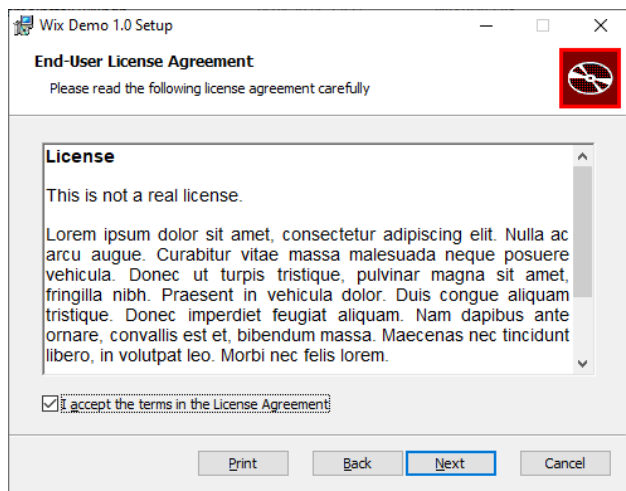 Wix Demo 1.0 Setup
End-User License Agreement
Please read the following license agreement carefully
License
This is not a real license.
Lorem ipsum dolor sit amet, consectetur adipiscing elit. Nulla ac
arcu augue. Curabitur vitae massa malesuada neque posuere
vehicula. Donec ut turpis tristique, pulvinar magna sit amet,
fringilla nibh. Praesent in vehicula dolor. Duis congue aliquam
tristique. Donec imperdiet feugiat aliquam. Nam dapibus ante
ornare, convallis est et, bibendum massa. Maecenas nec tincidunt
libero, in volutpat leo. Morbi nec felis lorem.
I accept the terms in the License Agreement
Print Back Next Cancel